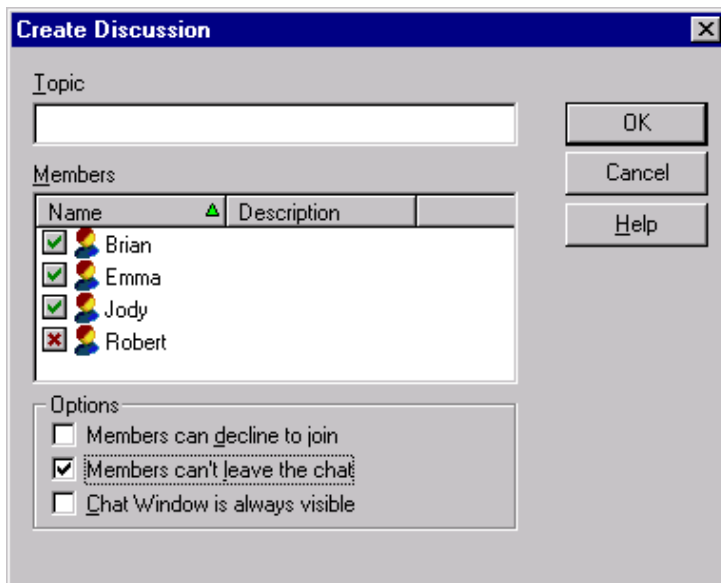 Create Discussion
Topic
OK
Members
Cancel
Name Description
Help
Brian
Emma
Jody
Robert
Options
Members can decline to join
Members can't leave the chat
Chat Window is always visible